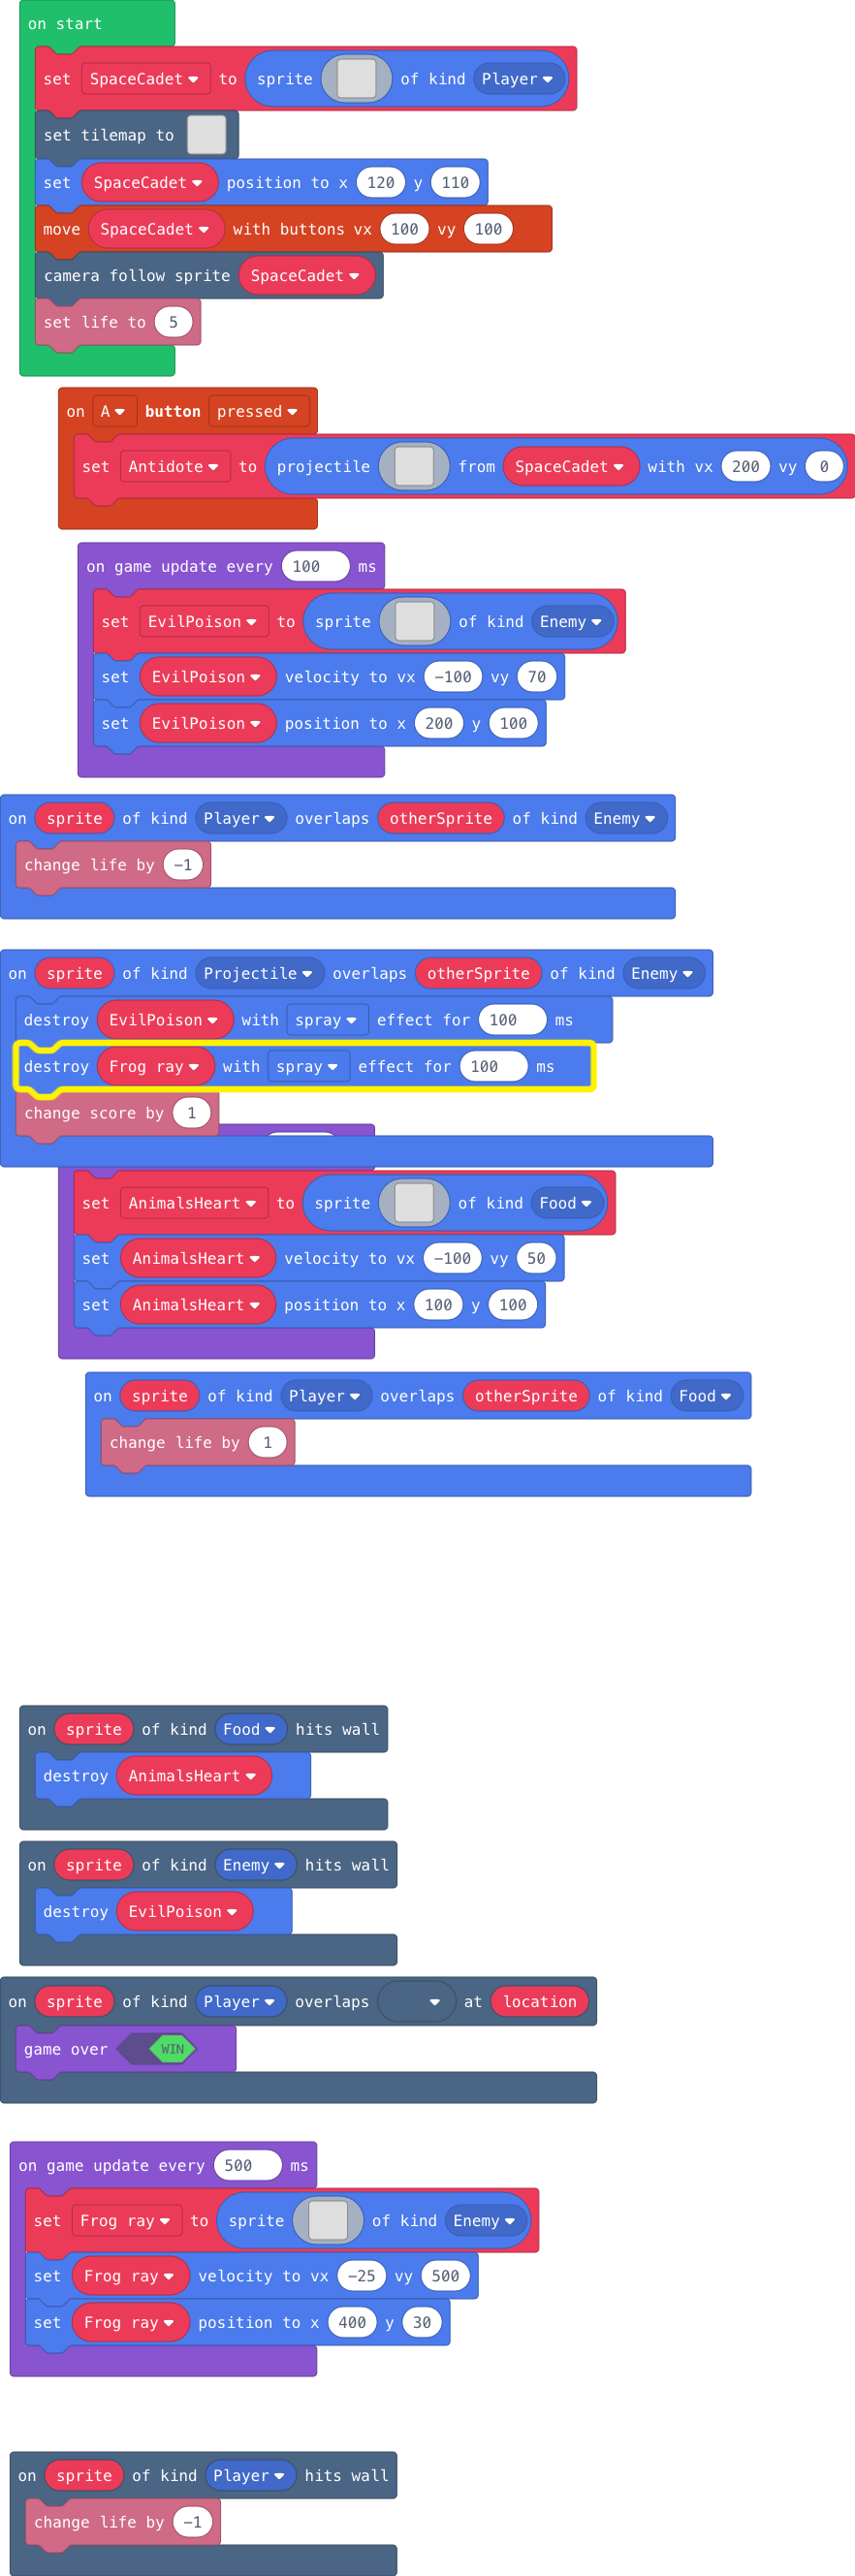 on start
set SpaceCadet to sprite of kind Player
set tilemap to
set SpaceCadet position to x 120 y 110
move SpaceCadet with buttons vx 100 vy 100
camera follow sprite SpaceCadet
set life to 5
on A button pressed
set Antidote to projectile from SpaceCadet with vx 200 vy 0
on game update every 100 ms
set EvilPoison to sprite of kind Enemy
set EvilPoison velocity to vx -100 vy 70
set EvilPoison position to x 200 y 100
on sprite of kind Player overlaps otherSprite of kind Enemy
change life by -1
on sprite of kind Projectile overlaps otherSprite of kind Enemy
destroy EvilPoison with spray effect for 100 ms
destroy Frog ray with spray effect for 100 ms
change score by 1
set AnimalsHeart to sprite of kind Food
set AnimalsHeart velocity to vx -100 vy 50
set AnimalsHeart position to x 100 y 100
on sprite of kind Player overlaps otherSprite of kind Food
change life by 1
on sprite of kind Food hits wall
destroy AnimalsHeart
on sprite of kind Enemy hits wall
destroy EvilPoison
on sprite of kind Player overlaps at location
game over WIN
on game update every 500 ms
set Frog ray to sprite of kind Enemy
set Frog ray velocity to vx -25 vy 500
set Frog ray position to x 400 y 30
on sprite of kind Player hits wall
change life by -1